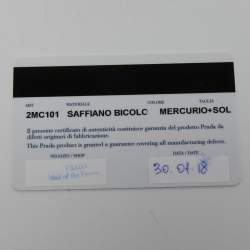 ART MATERIALE COLORE TAGLIA
2MC101 SAFFIANO BICOLO MERCURIO+SOL
Il presente certificato di autenticità costituisce garanzia del prodotto Prada da
difetti originari di fabbricazione.
This Prada product is granted a guarantee covering all manufacturing defects.
NEGOZIO / SHOP DATA / DATE
30.01.18